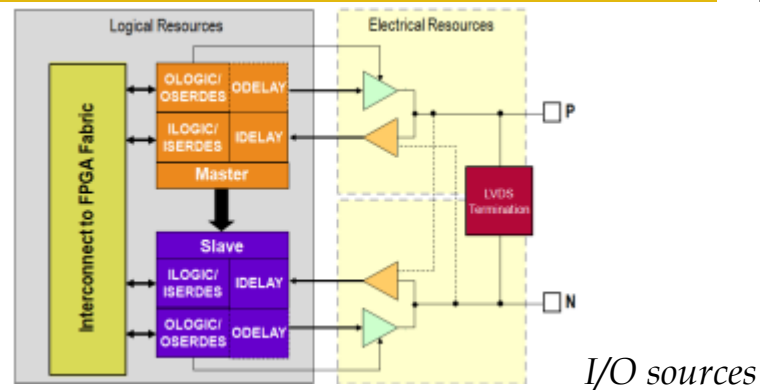 Logical Resources
Electrical Resources
Interconnect to FPGA Fabric
OLOGIC/
OSERDES
ODELAY
ILOGIC/
ISERDES
IDELAY
Master
P
LVDS
Termination
Slave
ILOGIC/
ISERDES
IDELAY
OLOGIC/
OSERDES
ODELAY
N
I/O sources